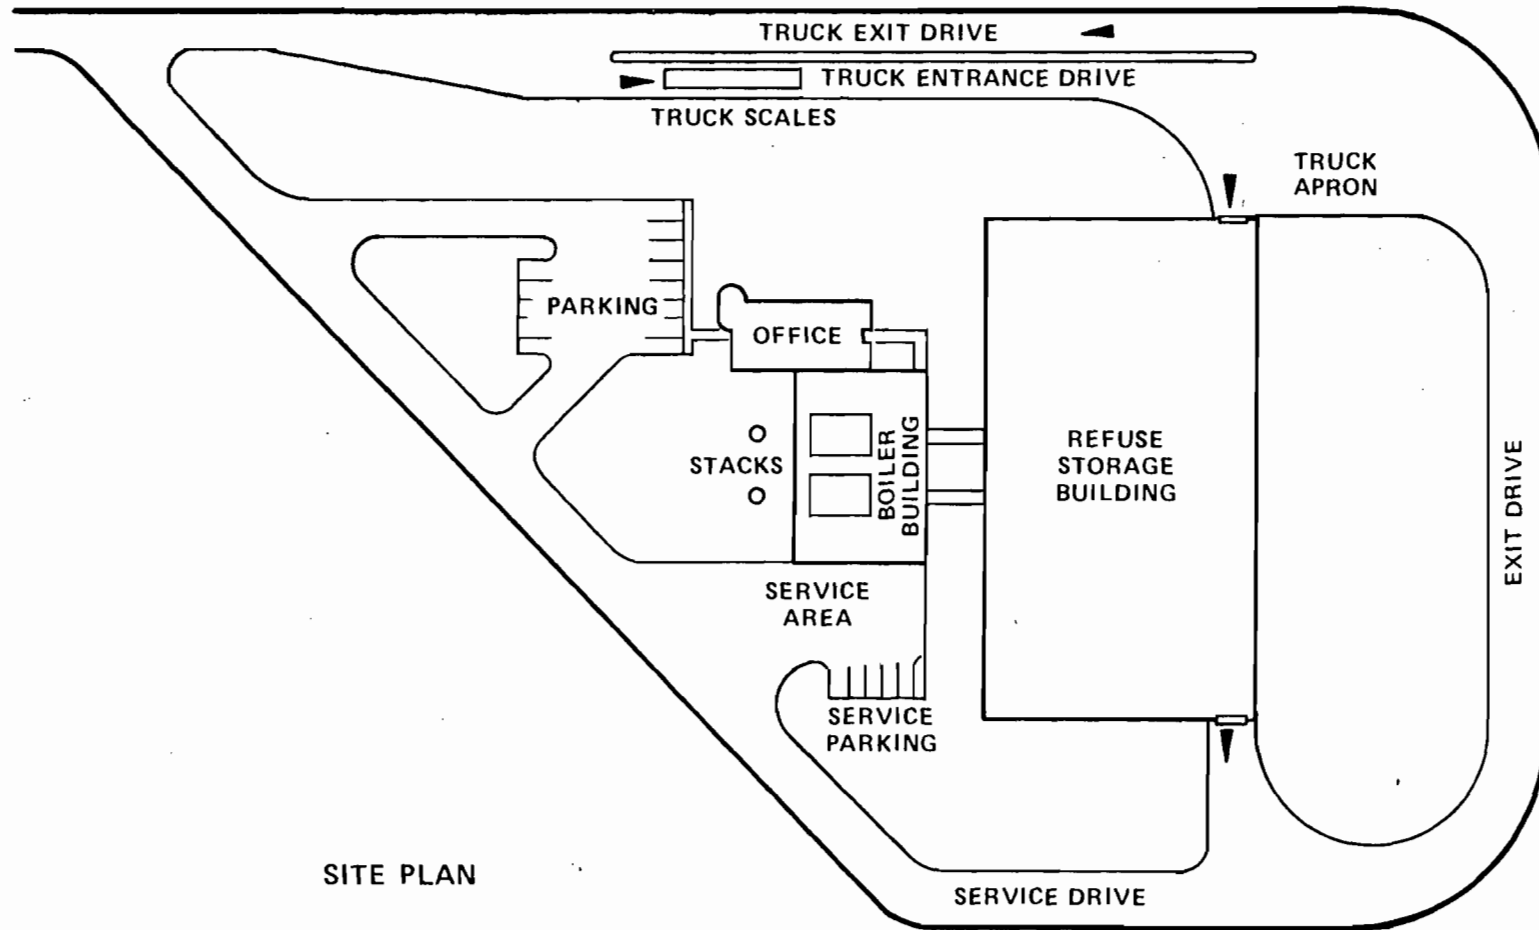 TRUCK EXIT DRIVE
TRUCK ENTRANCE DRIVE
TRUCK SCALES
TRUCK
APRON
PARKING
OFFICE
STACKS
BOILER
BUILDING
REFUSE
STORAGE
BUILDING
EXIT DRIVE
SERVICE
AREA
SERVICE
PARKING
SITE PLAN
SERVICE DRIVE